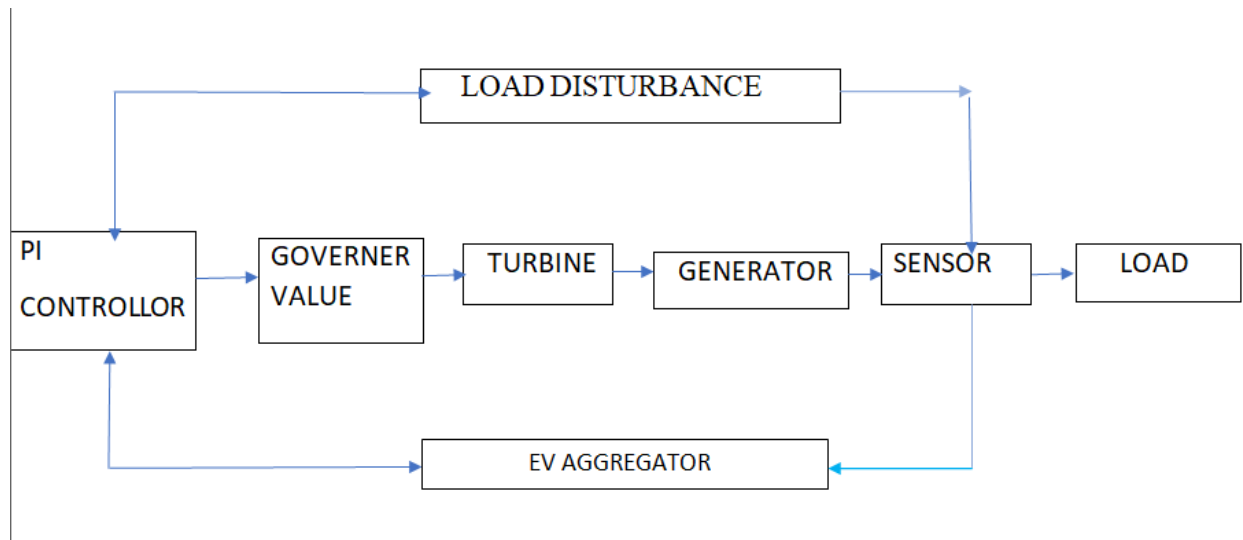 LOAD DISTURBANCE
PI
CONTROLLOR
GOVERNER
VALUE
TURBINE
GENERATOR
SENSOR
LOAD
EV AGGREGATOR